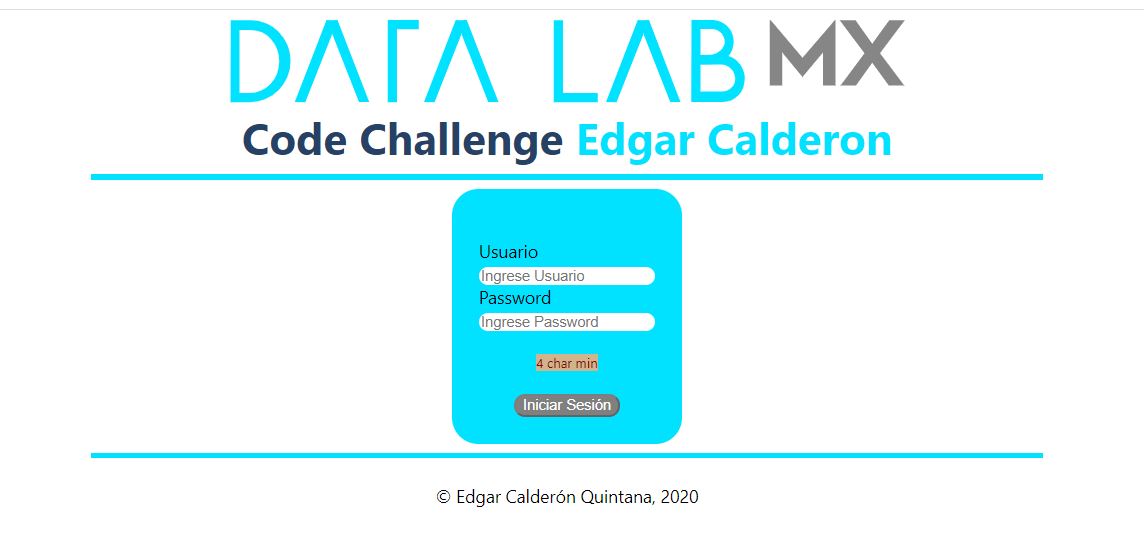 DATA LAB MX
Code Challenge Edgar Calderon
Usuario
Ingrese Usuario
Password
Ingrese Password
4 char min
Iniciar Sesión
© Edgar Calderón Quintana, 2020